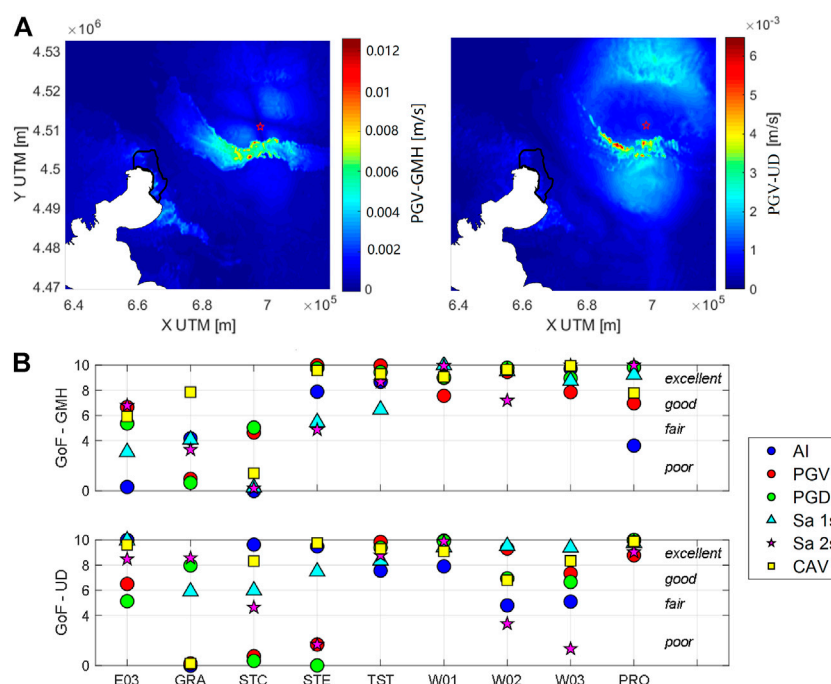 A
×10⁶
4.53
4.52
4.51
4.5
4.49
4.48
4.47
Y UTM [m]
6.4 6.6 6.8 7 ×10⁵
X UTM [m]
0.012
0.01
0.008
0.006
0.004
0.002
0
PGV-GMH [m/s]
×10⁻³
6
5
4
3
2
1
0
PGV-UD [m/s]
6.4 6.6 6.8 7 ×10⁵
X UTM [m]
B
GoF - GMH
10
8
6
4
0
excellent
good
fair
poor
GoF - UD
10
8
6
4
0
excellent
good
fair
poor
E03 GRA STC STE TST W01 W02 W03 PRO
AI
PGV
PGD
Sa 1s
Sa 2s
CAV